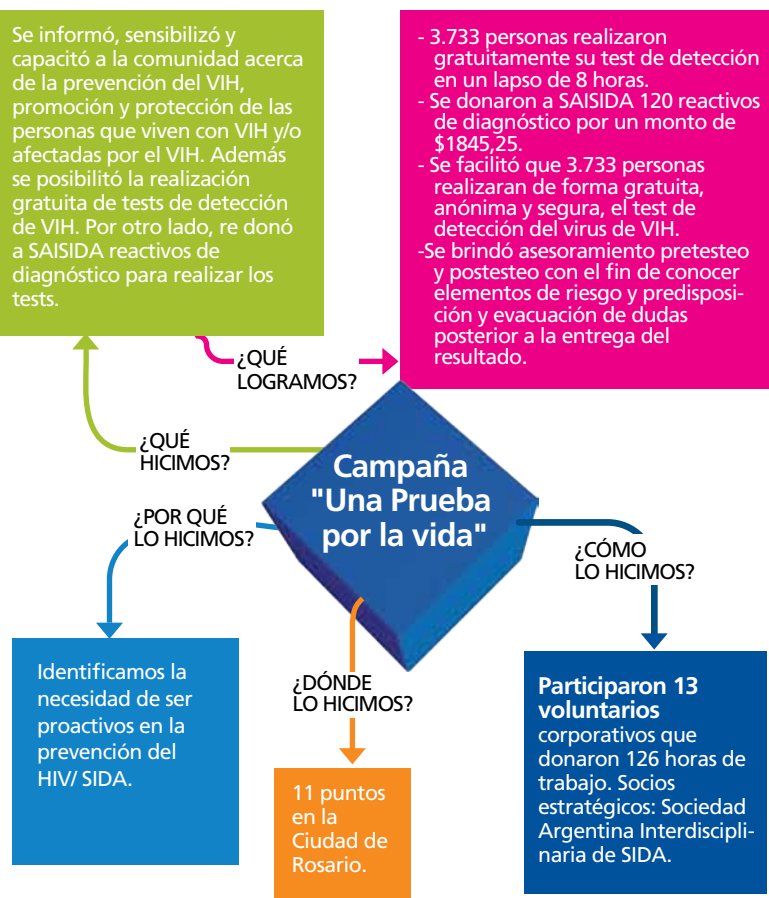 Se informó, sensibilizó y
capacitó a la comunidad acerca
de la prevención del VIH,
promoción y protección de las
personas que viven con VIH y/o
afectadas por el VIH. Además
se posibilitó la realización
gratuita de tests de detección
de VIH. Por otro lado, re donó
a SAISIDA reactivos de
diagnóstico para realizar los
tests.
- 3.733 personas realizaron
gratuitamente su test de detección
en un lapso de 8 horas.
- Se donaron a SAISIDA 120 reactivos
de diagnóstico por un monto de
$1845,25.
- Se facilitó que 3.733 personas
realizaran de forma gratuita,
anónima y segura, el test de
detección del virus de VIH.
-Se brindó asesoramiento pretesteo
y postesteo con el fin de conocer
elementos de riesgo y predisposi-
ción y evacuación de dudas
posterior a la entrega del
resultado.
¿QUÉ
LOGRAMOS?
¿QUÉ
HICIMOS?
Campaña
"Una Prueba
por la vida"
¿POR QUÉ
LO HICIMOS?
¿CÓMO
LO HICIMOS?
Identificamos la
necesidad de ser
proactivos en la
prevención del
HIV/ SIDA.
¿DÓNDE
LO HICIMOS?
11 puntos
en la
Ciudad de
Rosario.
Participaron 13
voluntarios
corporativos que
donaron 126 horas de
trabajo. Socios
estratégicos: Sociedad
Argentina Interdiscipli-
naria de SIDA.